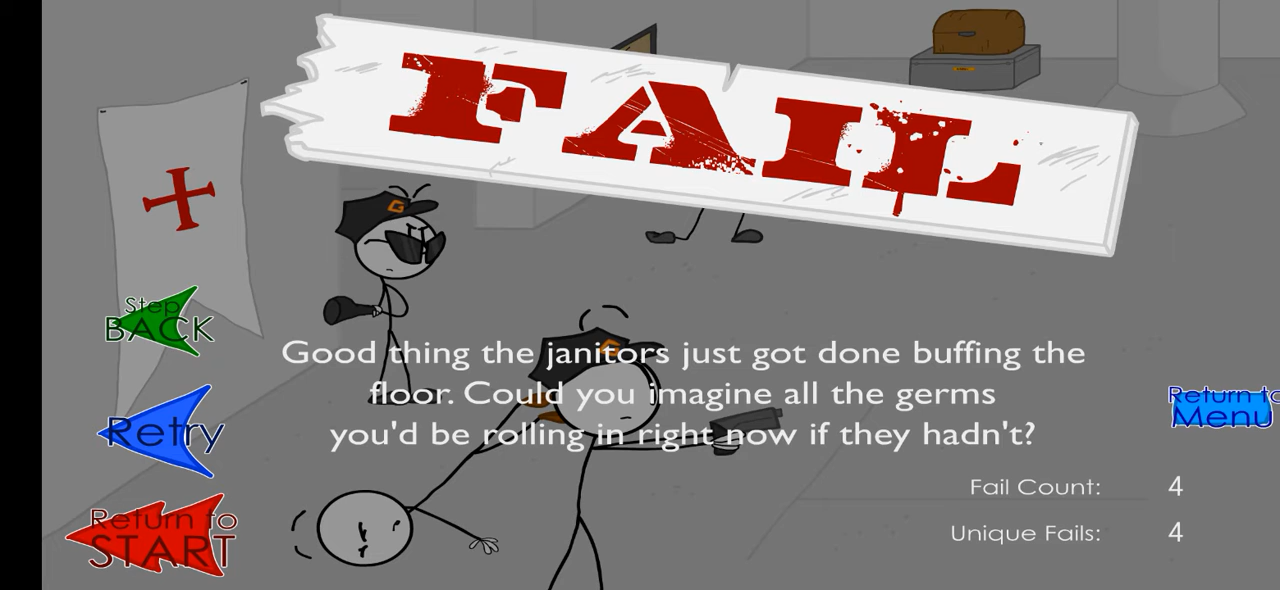 FAIL
G
G
Step
BACK
Good thing the janitors just got done buffing the
floor. Could you imagine all the germs
you'd be rolling in right now if they hadn't?
Retry
Return to
Menu
Fail Count: 4
Unique Fails: 4
Return to
START